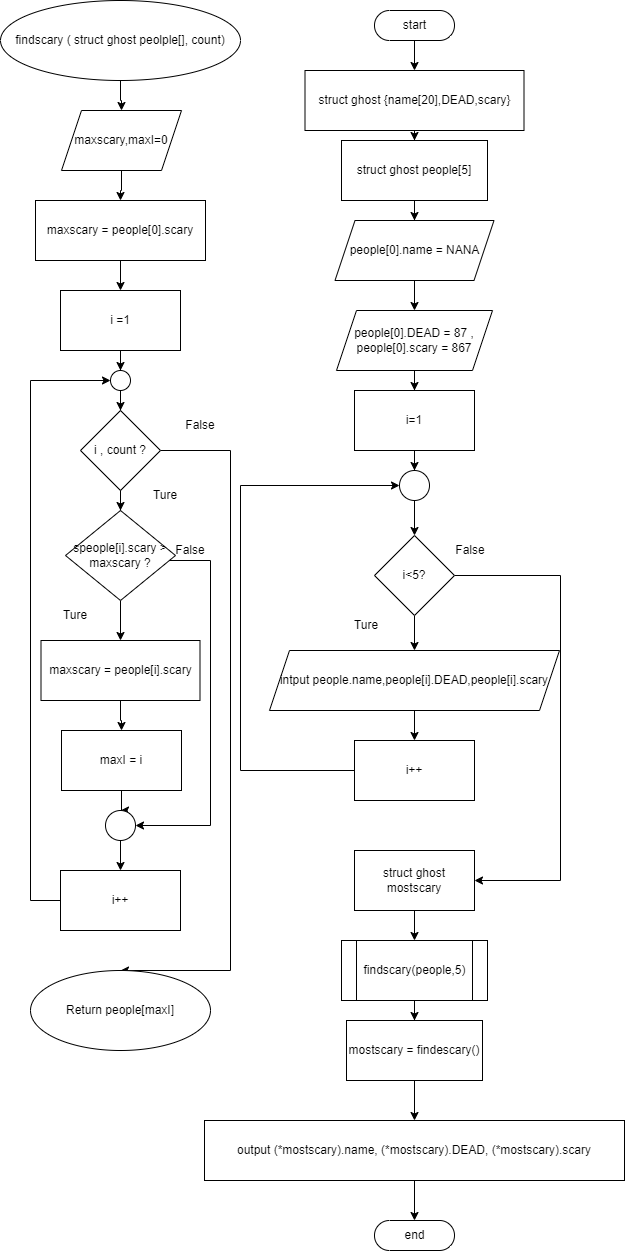 findscary ( struct ghost peolple[], count)
maxscary,maxI=0
maxscary = people[0].scary
i =1
i , count ?
False
Ture
speople[i].scary >
maxscary ?
False
Ture
maxscary = people[i].scary
maxI = i
i++
Return people[maxI]
start
struct ghost {name[20],DEAD,scary}
struct ghost people[5]
people[0].name = NANA
people[0].DEAD = 87 ,
people[0].scary = 867
i=1
i<5?
False
Ture
intput people.name,people[i].DEAD,people[i].scary
i++
struct ghost
mostscary
findscary(people,5)
mostscary = findescary()
output (*mostscary).name, (*mostscary).DEAD, (*mostscary).scary
end